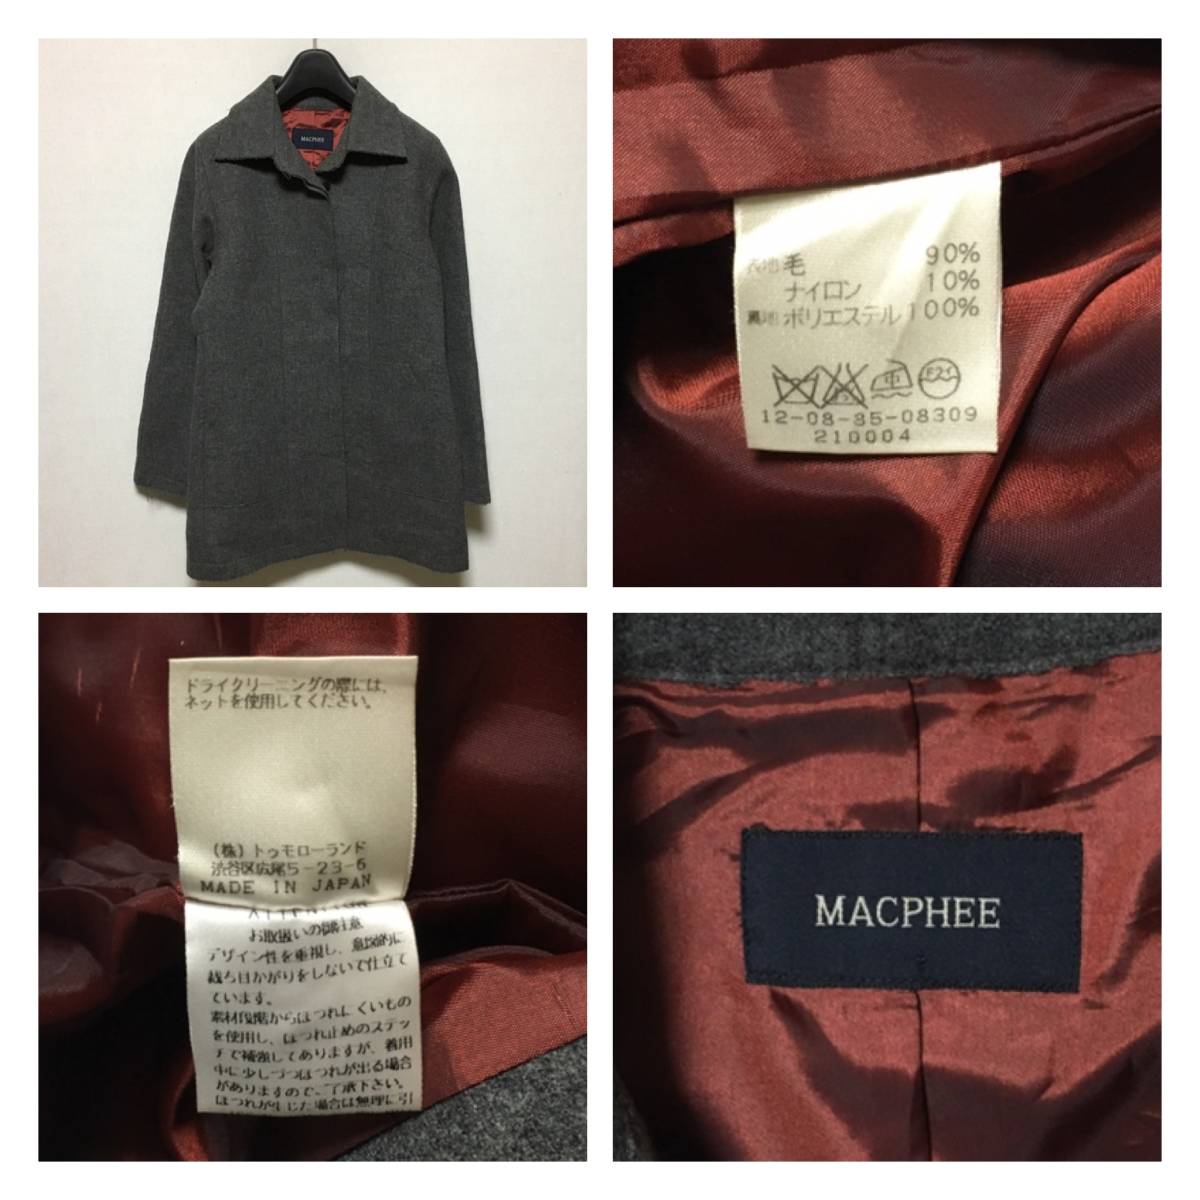 MACPHEE
表地 毛 90%
ナイロン 10%
裏地 ポリエステル 100%
中
ドライ
12-08-35-08309
210004
ドライクリーニングの際には、
ネットを使用してください。
(株)トゥモローランド
渋谷区広尾5-23-6
MADE IN JAPAN
ATTENTION
お取扱いの御注意
デザイン性を重視し、意図的に
裁ち目かがりをしないで仕立て
ています。
素材段階からほつれにくいもの
を使用し、ほつれ止めのステッ
チで補強してありますが、着用
中に少しづつほつれが出る場合
がありますのでご了承下さい。
ほつれが生じた場合は無理に引
MACPHEE